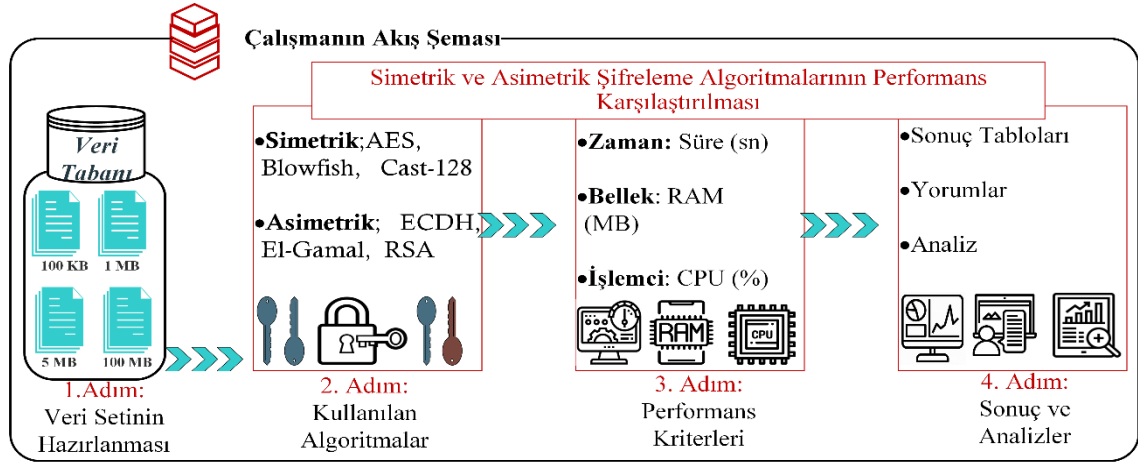 Çalışmanın Akış Şeması
Simetrik ve Asimetrik Şifreleme Algoritmalarının Performans
Karşılaştırılması
Veri
Tabanı
100 KB
1 MB
5 MB
100 MB
1.Adım:
Veri Setinin
Hazırlanması
•Simetrik;AES,
Blowfish, Cast-128
•Asimetrik; ECDH,
El-Gamal, RSA
2. Adım:
Kullanılan
Algoritmalar
•Zaman: Süre (sn)
•Bellek: RAM
(MB)
•İşlemci: CPU (%)
RAM
CPU
3. Adım:
Performans
Kriterleri
•Sonuç Tabloları
•Yorumlar
•Analiz
4. Adım:
Sonuç ve
Analizler